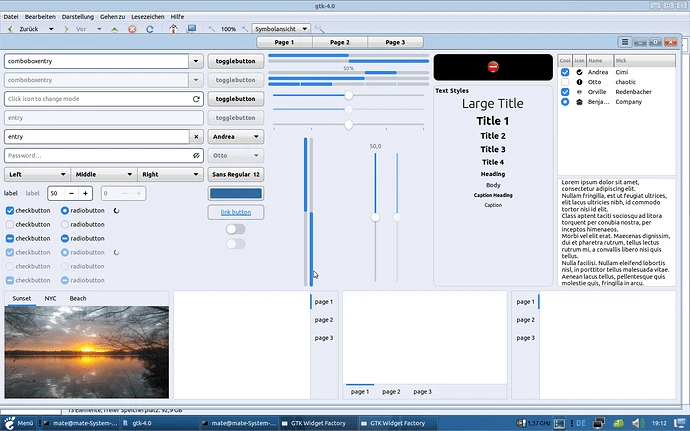 gtk-4.0
Datei Bearbeiten Darstellung Gehen zu Lesezeichen Hilfe
Zurück Vor 100% Symbolansicht
Page 1 Page 2 Page 3
comboboxentry togglebutton
comboboxentry togglebutton
Click icon to change mode togglebutton
entry togglebutton
entry Andrea
Password... Otto
Left Middle Right Sans Regular 12
label label 50 0
checkbutton radiobutton link button
checkbutton radiobutton
checkbutton radiobutton
checkbutton radiobutton
checkbutton radiobutton
checkbutton radiobutton
50%
50,0
Text Styles
Large Title
Title 1
Title 2
Title 3
Title 4
Heading
Body
Caption Heading
Caption
Cool Icon Name Nick
Andrea Cimi
Otto chaotic
Orville Redenbacher
Benja... Company
Lorem ipsum dolor sit amet,
consectetur adipiscing elit.
Nullam fringilla, est ut feugiat ultrices,
elit lacus ultricies nibh, id commodo
tortor nisi id elit.
Class aptent taciti sociosqu ad litora
torquent per conubia nostra, per
inceptos himenaeos.
Morbi vel elit erat. Maecenas dignissim,
dui et pharetra rutrum, tellus lectus
rutrum mi, a convallis libero nisi quis
tellus.
Nulla facilisi. Nullam eleifend lobortis
nisl, in porttitor tellus malesuada vitae.
Aenean lacus tellus, pellentesque quis
molestie quis, fringilla in arcu.
Sunset NYC Beach
page 1
page 2
page 3
page 1 page 2 page 3
page 1
page 2
page 3
13 Elemente, freier Speicherplatz: 92,9 GB
Menü mate@mate-System-... gtk-4.0 mate@mate-System-... GTK Widget Factory GTK Widget Factory 1,37 GHz DE 19:12